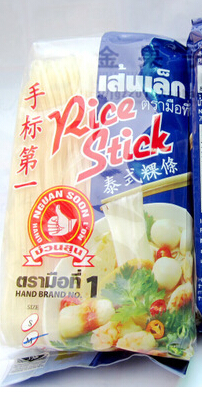 เส้นเล็ก
ตรามือที่
Rice
Stick
手标第一
泰式粿條
NGUAN SOON
HAND
ง่วนสูน
ตรามือที่ 1
HAND BRAND NO. 1
S
M